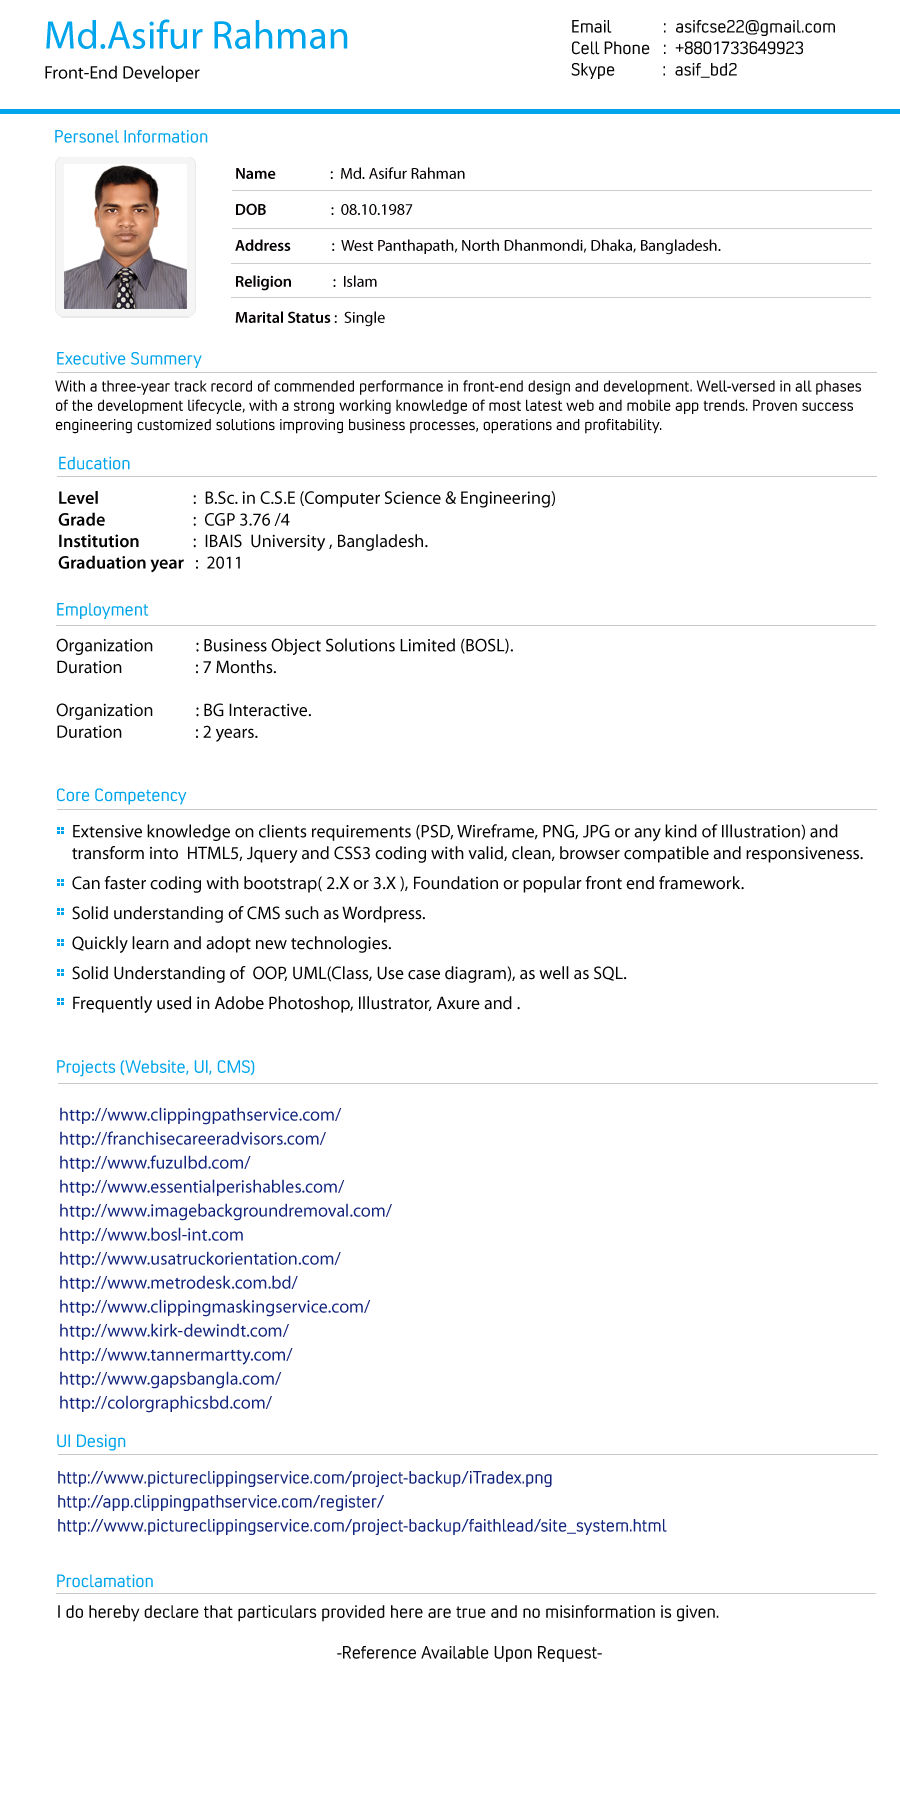 Md.Asifur Rahman
Front-End Developer
Email : asifcse22@gmail.com
Cell Phone : +8801733649923
Skype : asif_bd2
Personel Information
Name : Md. Asifur Rahman
DOB : 08.10.1987
Address : West Panthapath, North Dhanmondi, Dhaka, Bangladesh.
Religion : Islam
Marital Status : Single
Executive Summery
With a three-year track record of commended performance in front-end design and development. Well-versed in all phases
of the development lifecycle, with a strong working knowledge of most latest web and mobile app trends. Proven success
engineering customized solutions improving business processes, operations and profitability.
Education
Level : B.Sc. in C.S.E (Computer Science & Engineering)
Grade : CGP 3.76 /4
Institution : IBAIS University , Bangladesh.
Graduation year : 2011
Employment
Organization : Business Object Solutions Limited (BOSL).
Duration : 7 Months.
Organization : BG Interactive.
Duration : 2 years.
Core Competency
Extensive knowledge on clients requirements (PSD, Wireframe, PNG, JPG or any kind of Illustration) and
transform into HTML5, Jquery and CSS3 coding with valid, clean, browser compatible and responsiveness.
Can faster coding with bootstrap( 2.X or 3.X ), Foundation or popular front end framework.
Solid understanding of CMS such as Wordpress.
Quickly learn and adopt new technologies.
Solid Understanding of OOP, UML(Class, Use case diagram), as well as SQL.
Frequently used in Adobe Photoshop, Illustrator, Axure and .
Projects (Website, UI, CMS)
http://www.clippingpathservice.com/
http://franchisecareeradvisors.com/
http://www.fuzulbd.com/
http://www.essentialperishables.com/
http://www.imagebackgroundremoval.com/
http://www.bosl-int.com
http://www.usatruckorientation.com/
http://www.metrodesk.com.bd/
http://www.clippingmaskingservice.com/
http://www.kirk-dewindt.com/
http://www.tannermartty.com/
http://www.gapsbangla.com/
http://colorgraphicsbd.com/
UI Design
http://www.pictureclippingservice.com/project-backup/iTradex.png
http://app.clippingpathservice.com/register/
http://www.pictureclippingservice.com/project-backup/faithlead/site_system.html
Proclamation
I do hereby declare that particulars provided here are true and no misinformation is given.
-Reference Available Upon Request-